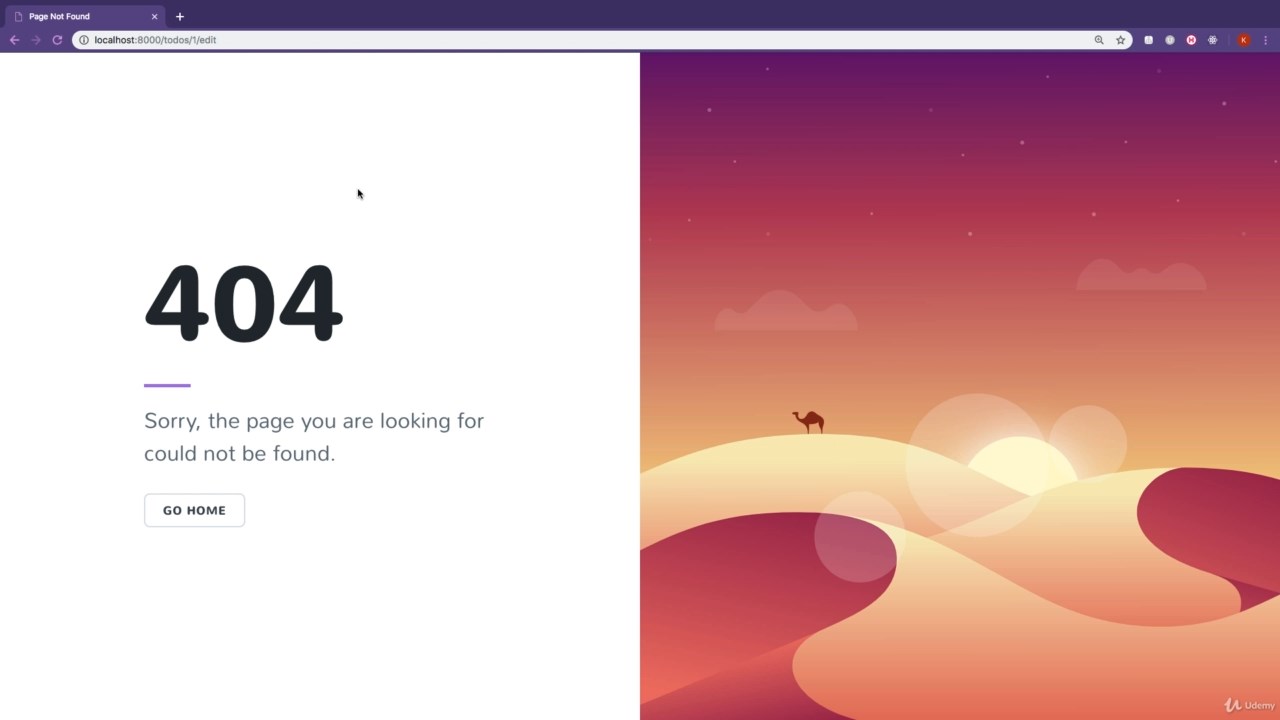 Page Not Found
localhost:8000/todos/1/edit
K
404
Sorry, the page you are looking for
could not be found.
GO HOME
Udemy